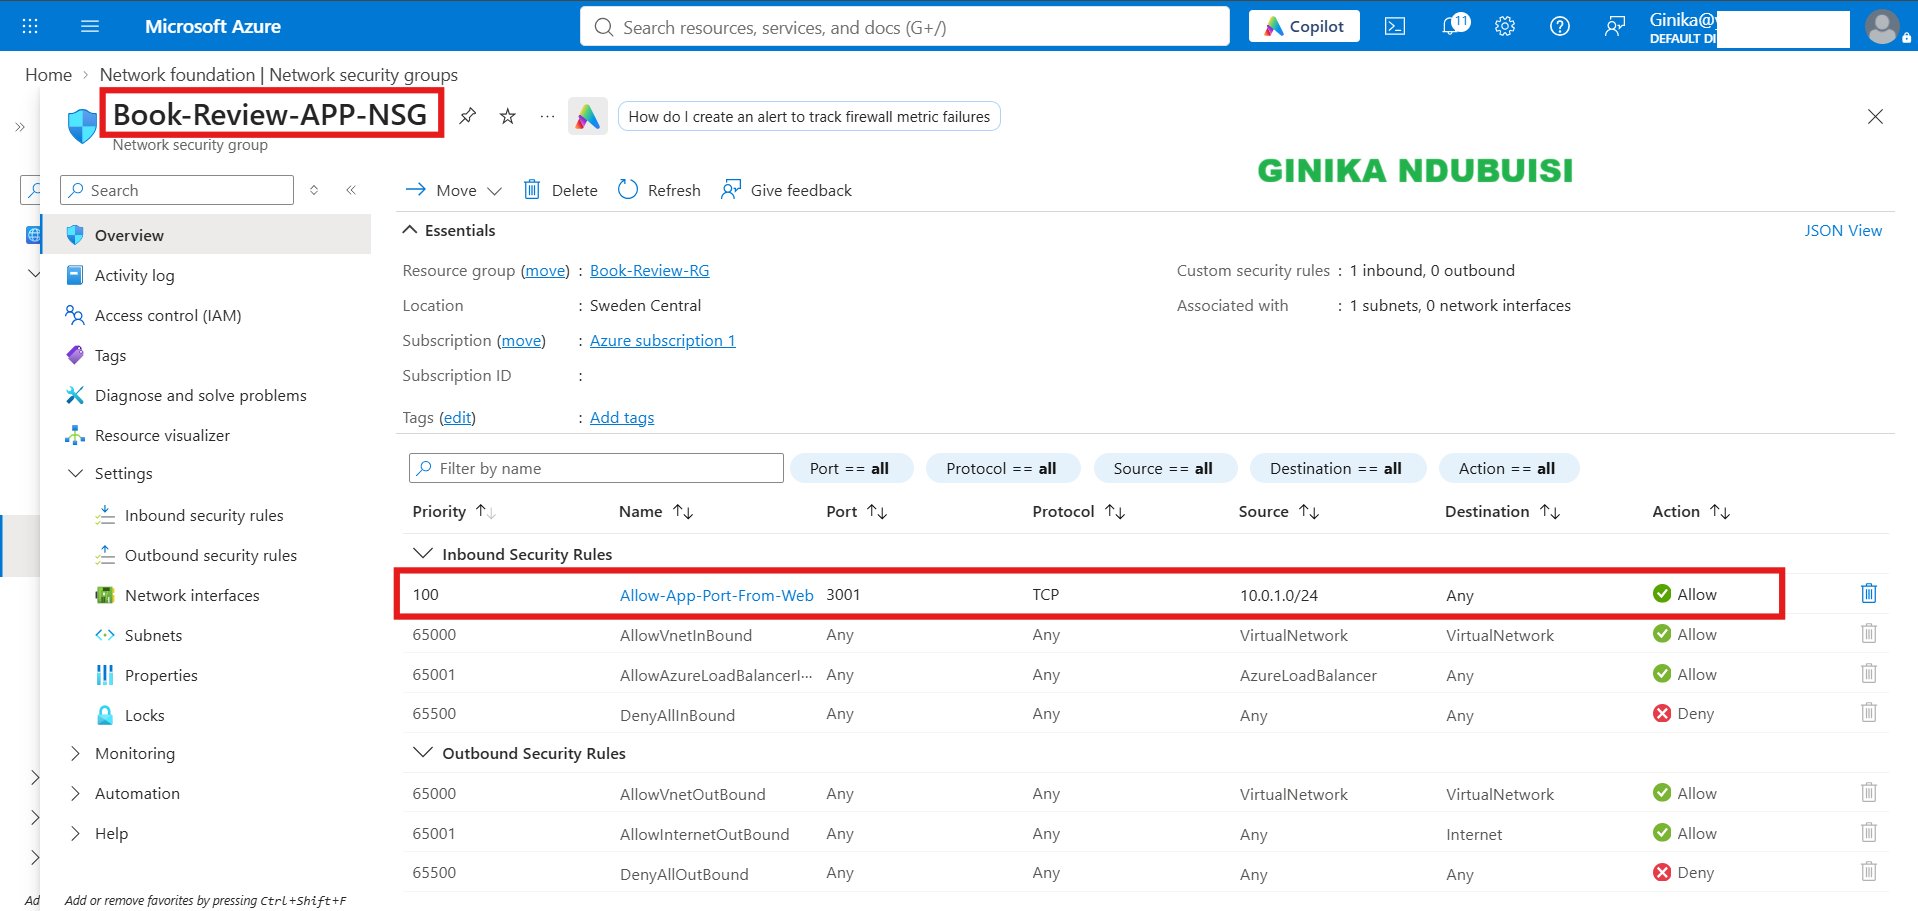 Microsoft Azure
Search resources, services, and docs (G+/)
Copilot
11
Ginika@
DEFAULT DI
Home > Network foundation | Network security groups
Book-Review-APP-NSG
How do I create an alert to track firewall metric failures
Network security group
GINIKA NDUBUISI
Search
Move
Delete
Refresh
Give feedback
Overview
Activity log
Access control (IAM)
Tags
Diagnose and solve problems
Resource visualizer
Settings
Inbound security rules
Outbound security rules
Network interfaces
Subnets
Properties
Locks
Monitoring
Automation
Help
Ad
Add or remove favorites by pressing Ctrl+Shift+F
Essentials
JSON View
Resource group (move) : Book-Review-RG
Location : Sweden Central
Subscription (move) : Azure subscription 1
Subscription ID :
Tags (edit) : Add tags
Custom security rules : 1 inbound, 0 outbound
Associated with : 1 subnets, 0 network interfaces
Filter by name
Port == all
Protocol == all
Source == all
Destination == all
Action == all
Priority Name Port Protocol Source Destination Action
Inbound Security Rules
100 Allow-App-Port-From-Web 3001 TCP 10.0.1.0/24 Any Allow
65000 AllowVnetInBound Any Any VirtualNetwork VirtualNetwork Allow
65001 AllowAzureLoadBalancerI... Any Any AzureLoadBalancer Any Allow
65500 DenyAllInBound Any Any Any Any Deny
Outbound Security Rules
65000 AllowVnetOutBound Any Any VirtualNetwork VirtualNetwork Allow
65001 AllowInternetOutBound Any Any Any Internet Allow
65500 DenyAllOutBound Any Any Any Any Deny